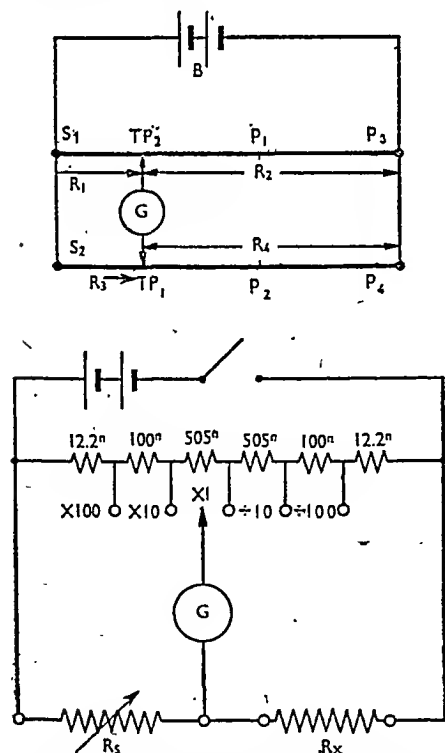 B
S1 TP2 P1 P3
R1 R2
G
R4
S2
R3 TP1 P2 P4
12.2Ω 100Ω 505Ω 505Ω 100Ω 12.2Ω
X100 X10 X1 ÷10 ÷100
G
RS RX